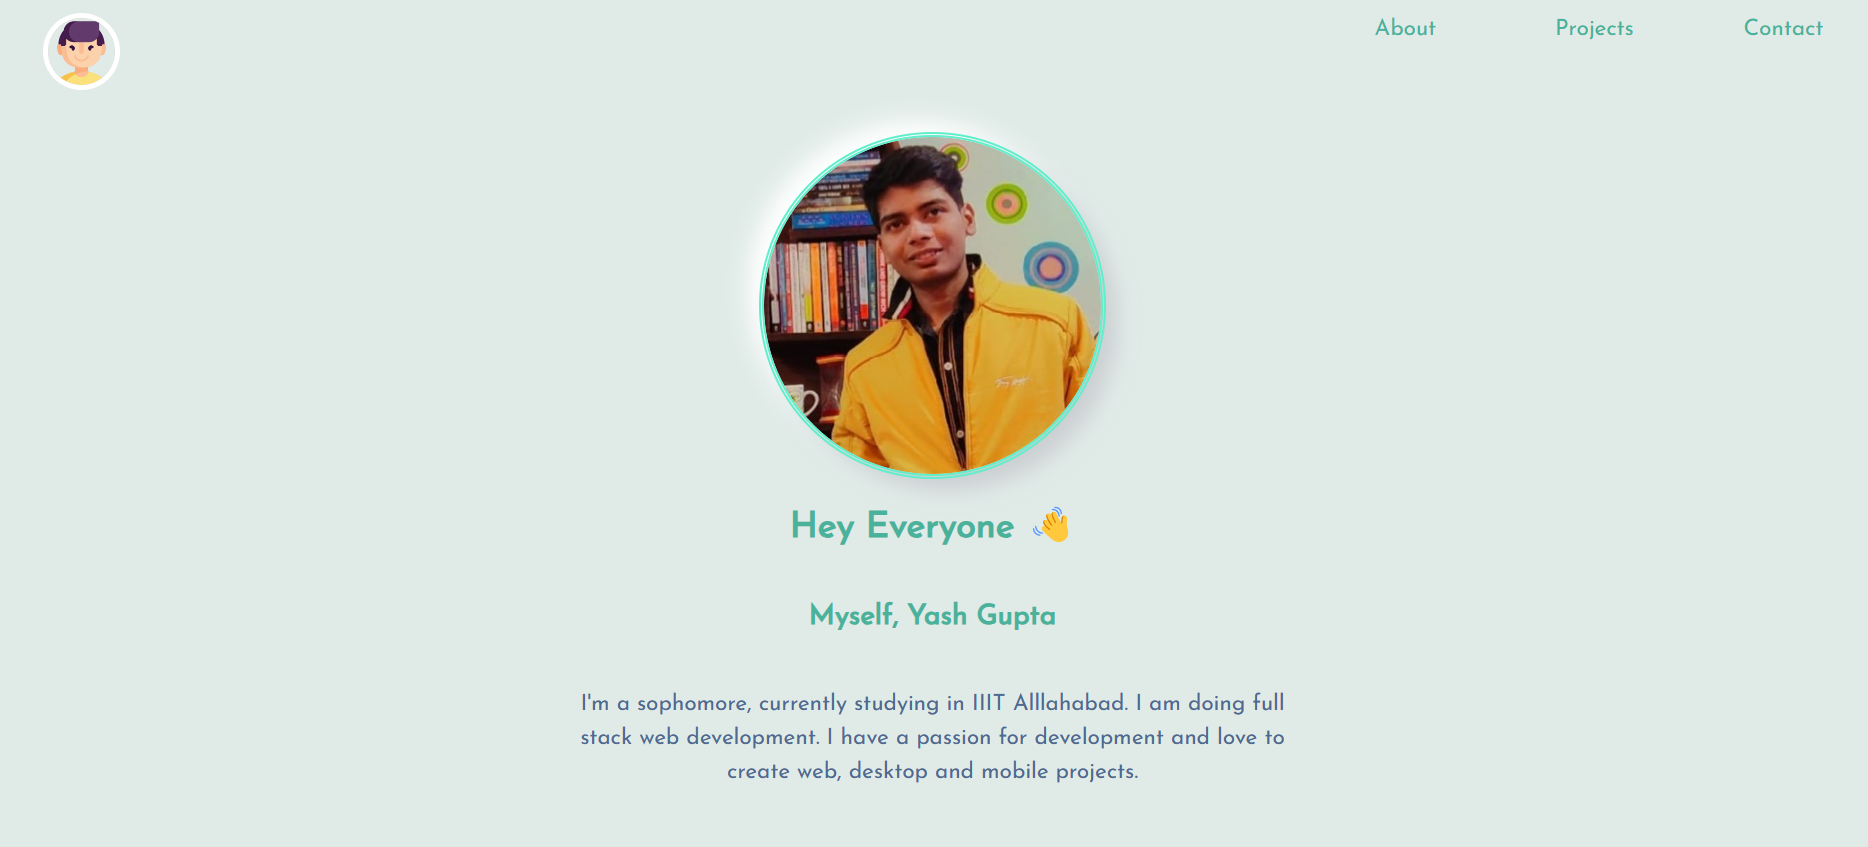 About
Projects
Contact
Hey Everyone 👋
Myself, Yash Gupta
I'm a sophomore, currently studying in IIIT Alllahabad. I am doing full
stack web development. I have a passion for development and love to
create web, desktop and mobile projects.